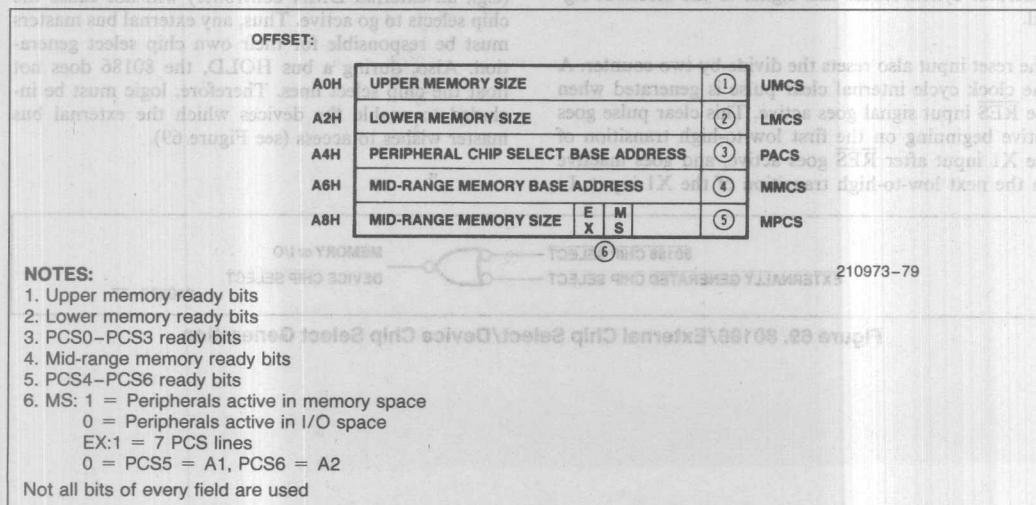 OFFSET:
A0H UPPER MEMORY SIZE ① UMCS
A2H LOWER MEMORY SIZE ② LMCS
A4H PERIPHERAL CHIP SELECT BASE ADDRESS ③ PACS
A6H MID-RANGE MEMORY BASE ADDRESS ④ MMCS
A8H MID-RANGE MEMORY SIZE EX MS ⑤ MPCS
⑥
210973–79
NOTES:
1. Upper memory ready bits
2. Lower memory ready bits
3. PCS0–PCS3 ready bits
4. Mid-range memory ready bits
5. PCS4–PCS6 ready bits
6. MS: 1 = Peripherals active in memory space
0 = Peripherals active in I/O space
EX:1 = 7 PCS lines
0 = PCS5 = A1, PCS6 = A2
Not all bits of every field are used